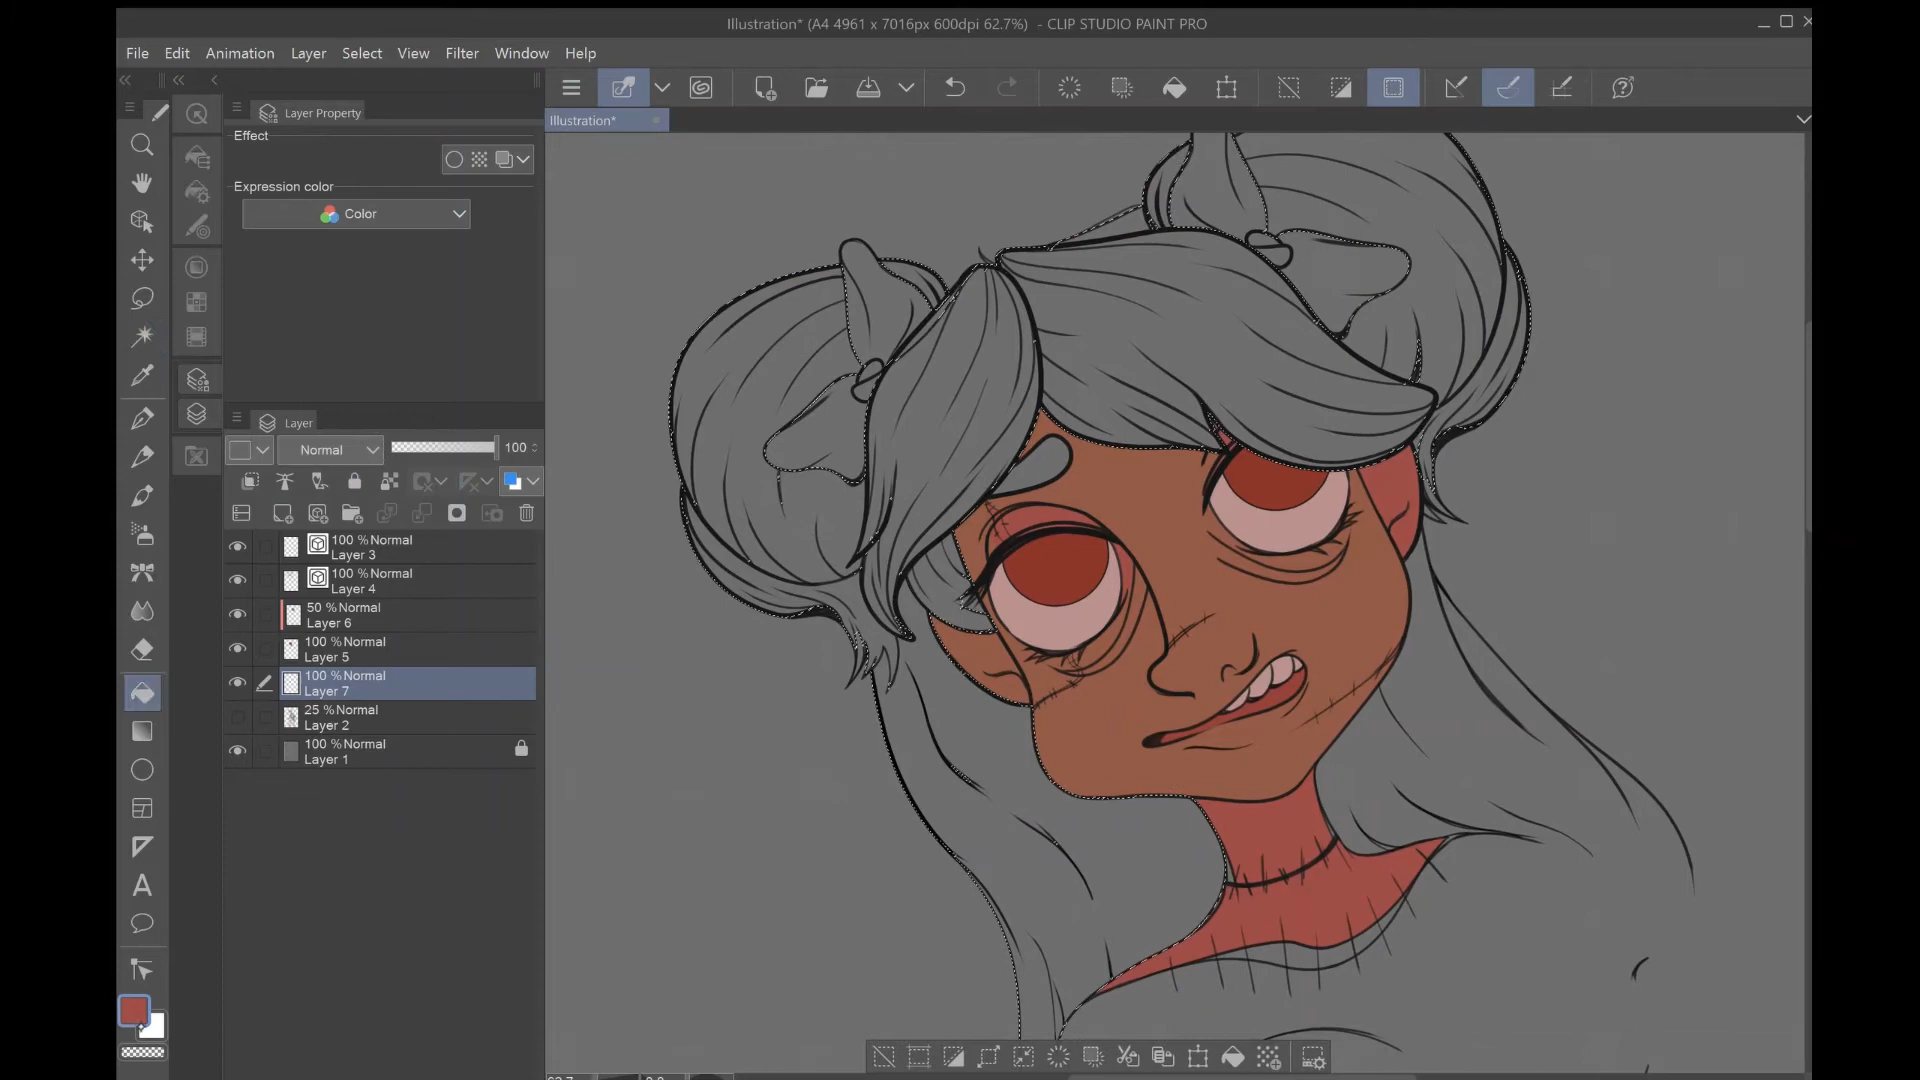 Illustration* (A4 4961 x 7016px 600dpi 62.7%) - CLIP STUDIO PAINT PRO
File Edit Animation Layer Select View Filter Window Help
Layer Property
Illustration*
Effect
Expression color
Color
Layer
Normal 100
100 %Normal
Layer 3
100 %Normal
Layer 4
50 %Normal
Layer 6
100 %Normal
Layer 5
100 %Normal
Layer 7
25 %Normal
Layer 2
100 %Normal
Layer 1